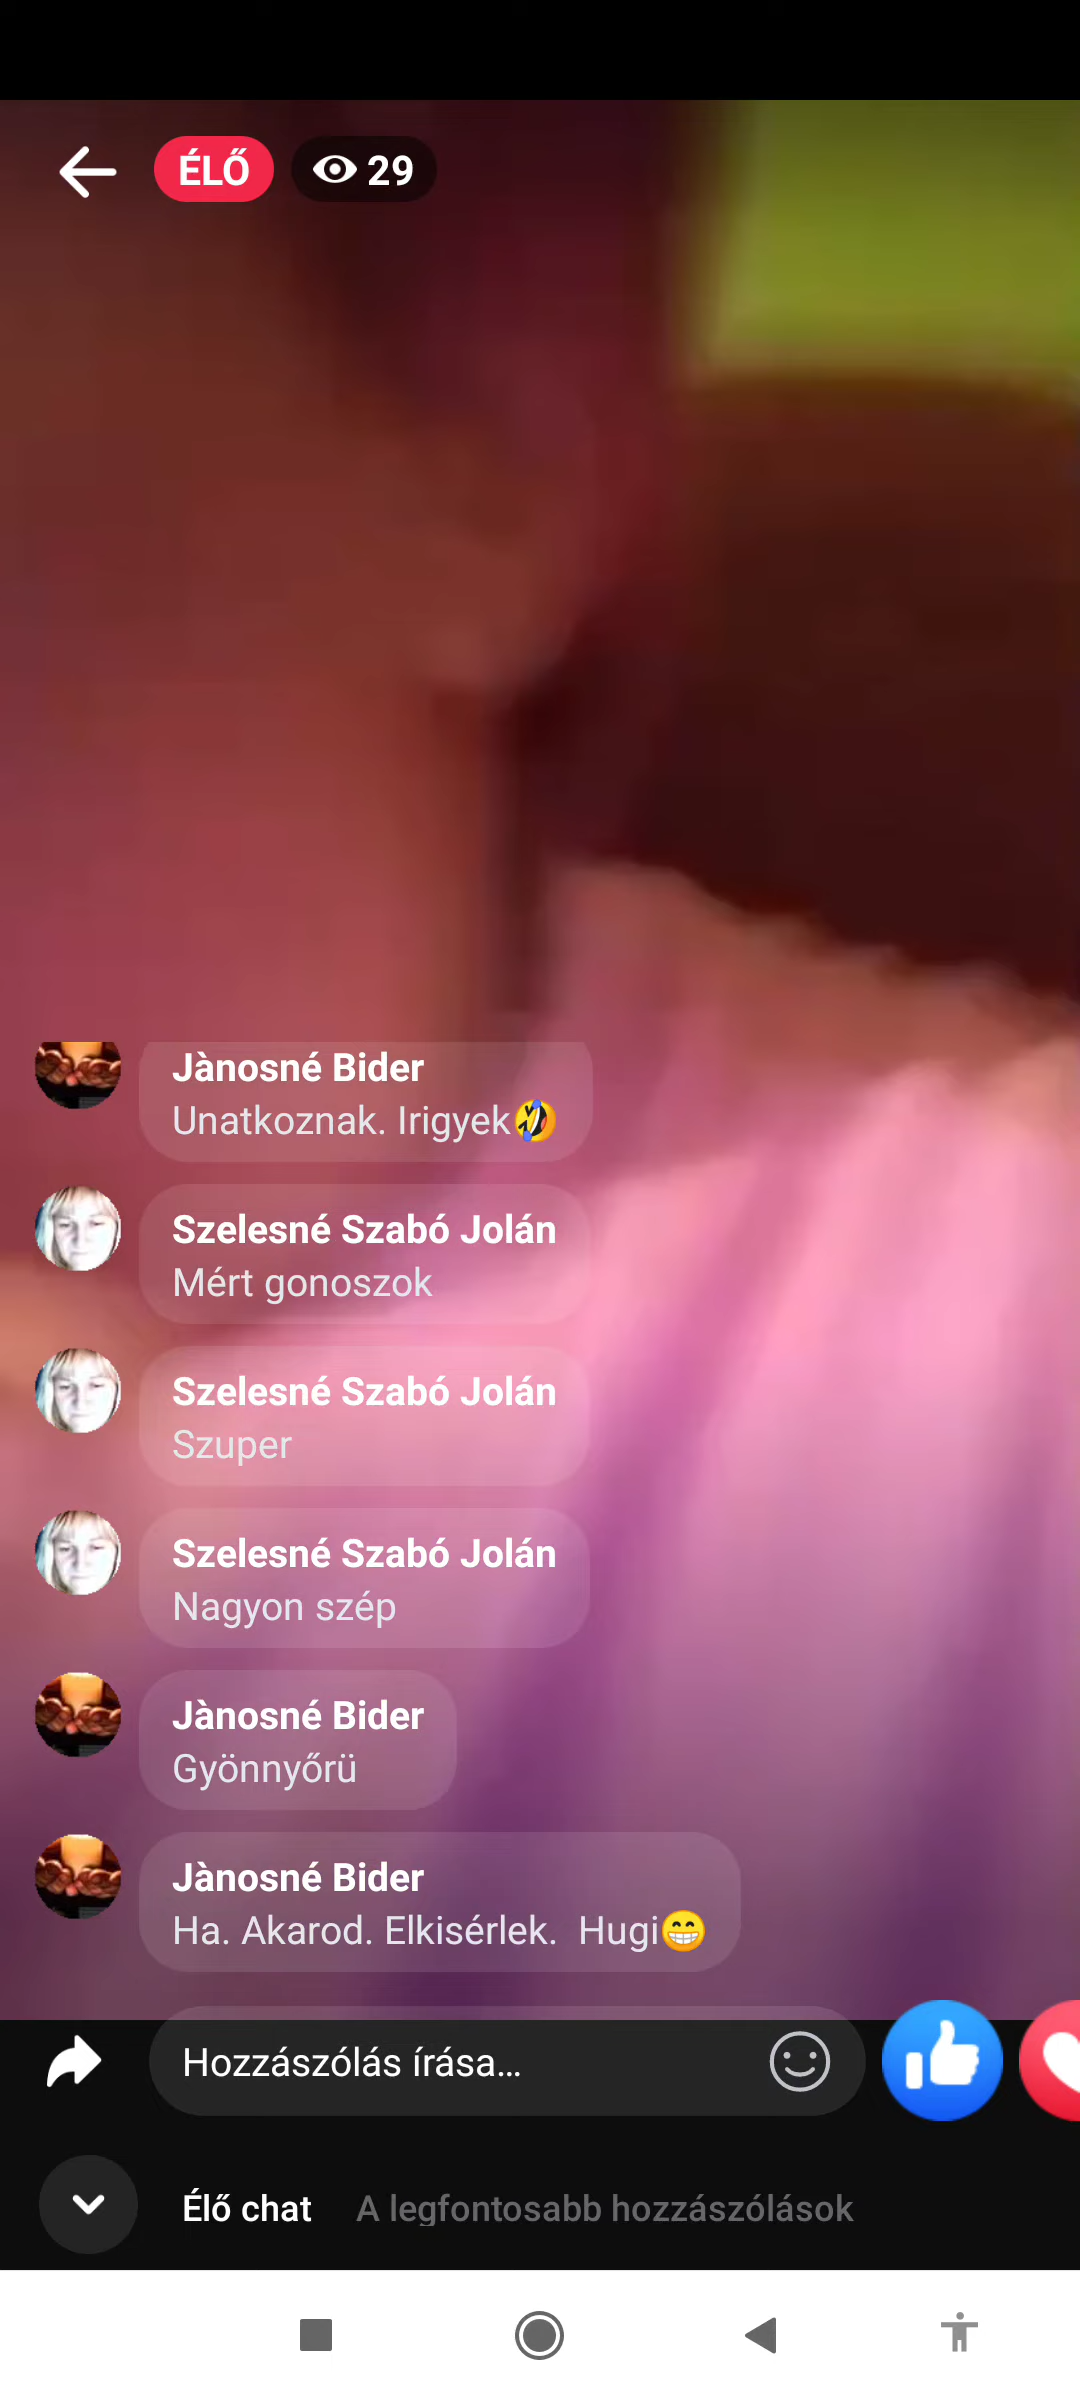 ÉLŐ 29
Jànosné Bider
Unatkoznak. Irigyek🤣
Szelesné Szabó Jolán
Mért gonoszok
Szelesné Szabó Jolán
Szuper
Szelesné Szabó Jolán
Nagyon szép
Jànosné Bider
Gyönnyőrü
Jànosné Bider
Ha. Akarod. Elkisérlek.  Hugi😁
Hozzászólás írása...
Élő chat A legfontosabb hozzászólások